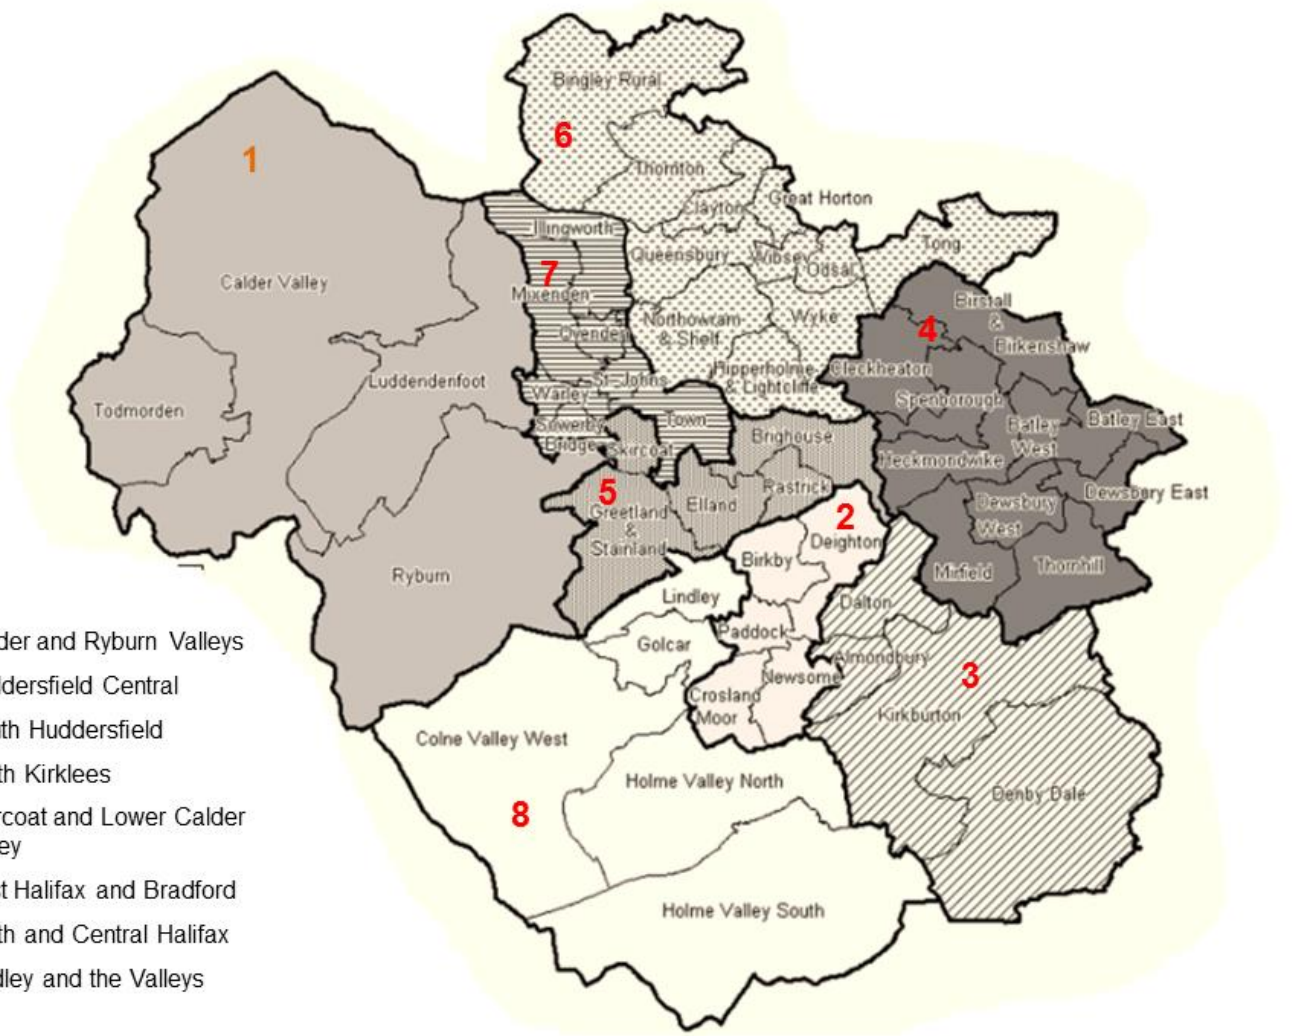 Bingley Rural
6
1
Thornton
Clayton
Great Horton
Illingworth
Queensbury
Wibsey
Tong
Odsal
7
Calder Valley
Mixenden
Birstall
&
Birkenshaw
Northowram
& Shelf
Wyke
4
Ovenden
Hipperholme
& Lightcliffe
Cleckheaton
Luddendenfoot
St-Johns
Warley
Spenborough
Todmorden
Town
Batley East
Sowerby
Bridge
Skircoat
Brighouse
Batley
West
Heckmondwike
5
Greetland
&
Stainland
Elland
Rastrick
Dewsbury
West
Dewsbury East
2
Deighton
Birkby
Mirfield
Thornhill
Ryburn
Lindley
Dalton
Golcar
Paddock
Almondbury
3
Newsome
Crosland
Moor
Kirkburton
Colne Valley West
Holme Valley North
Denby Dale
8
Holme Valley South
der and Ryburn Valleys
dersfield Central
th Huddersfield
th Kirklees
rcoat and Lower Calder
ey
st Halifax and Bradford
th and Central Halifax
dley and the Valleys